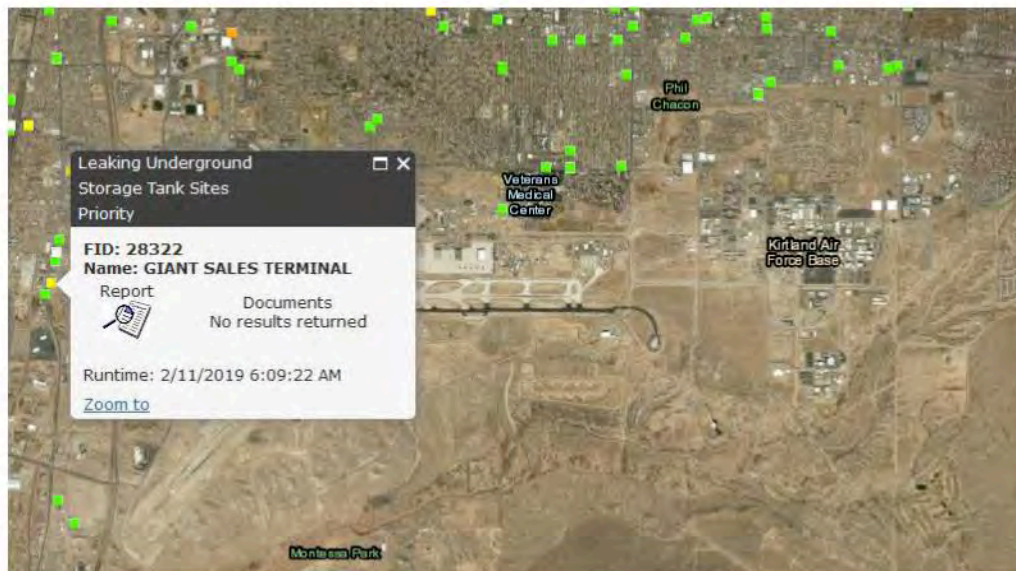 Phil
Chacon
Leaking Underground
Storage Tank Sites
Priority
FID: 28322
Name: GIANT SALES TERMINAL
Report
Documents
No results returned
Runtime: 2/11/2019 6:09:22 AM
Zoom to
Veterans
Medical
Center
Kirtland Air
Force Base
Montessa Park